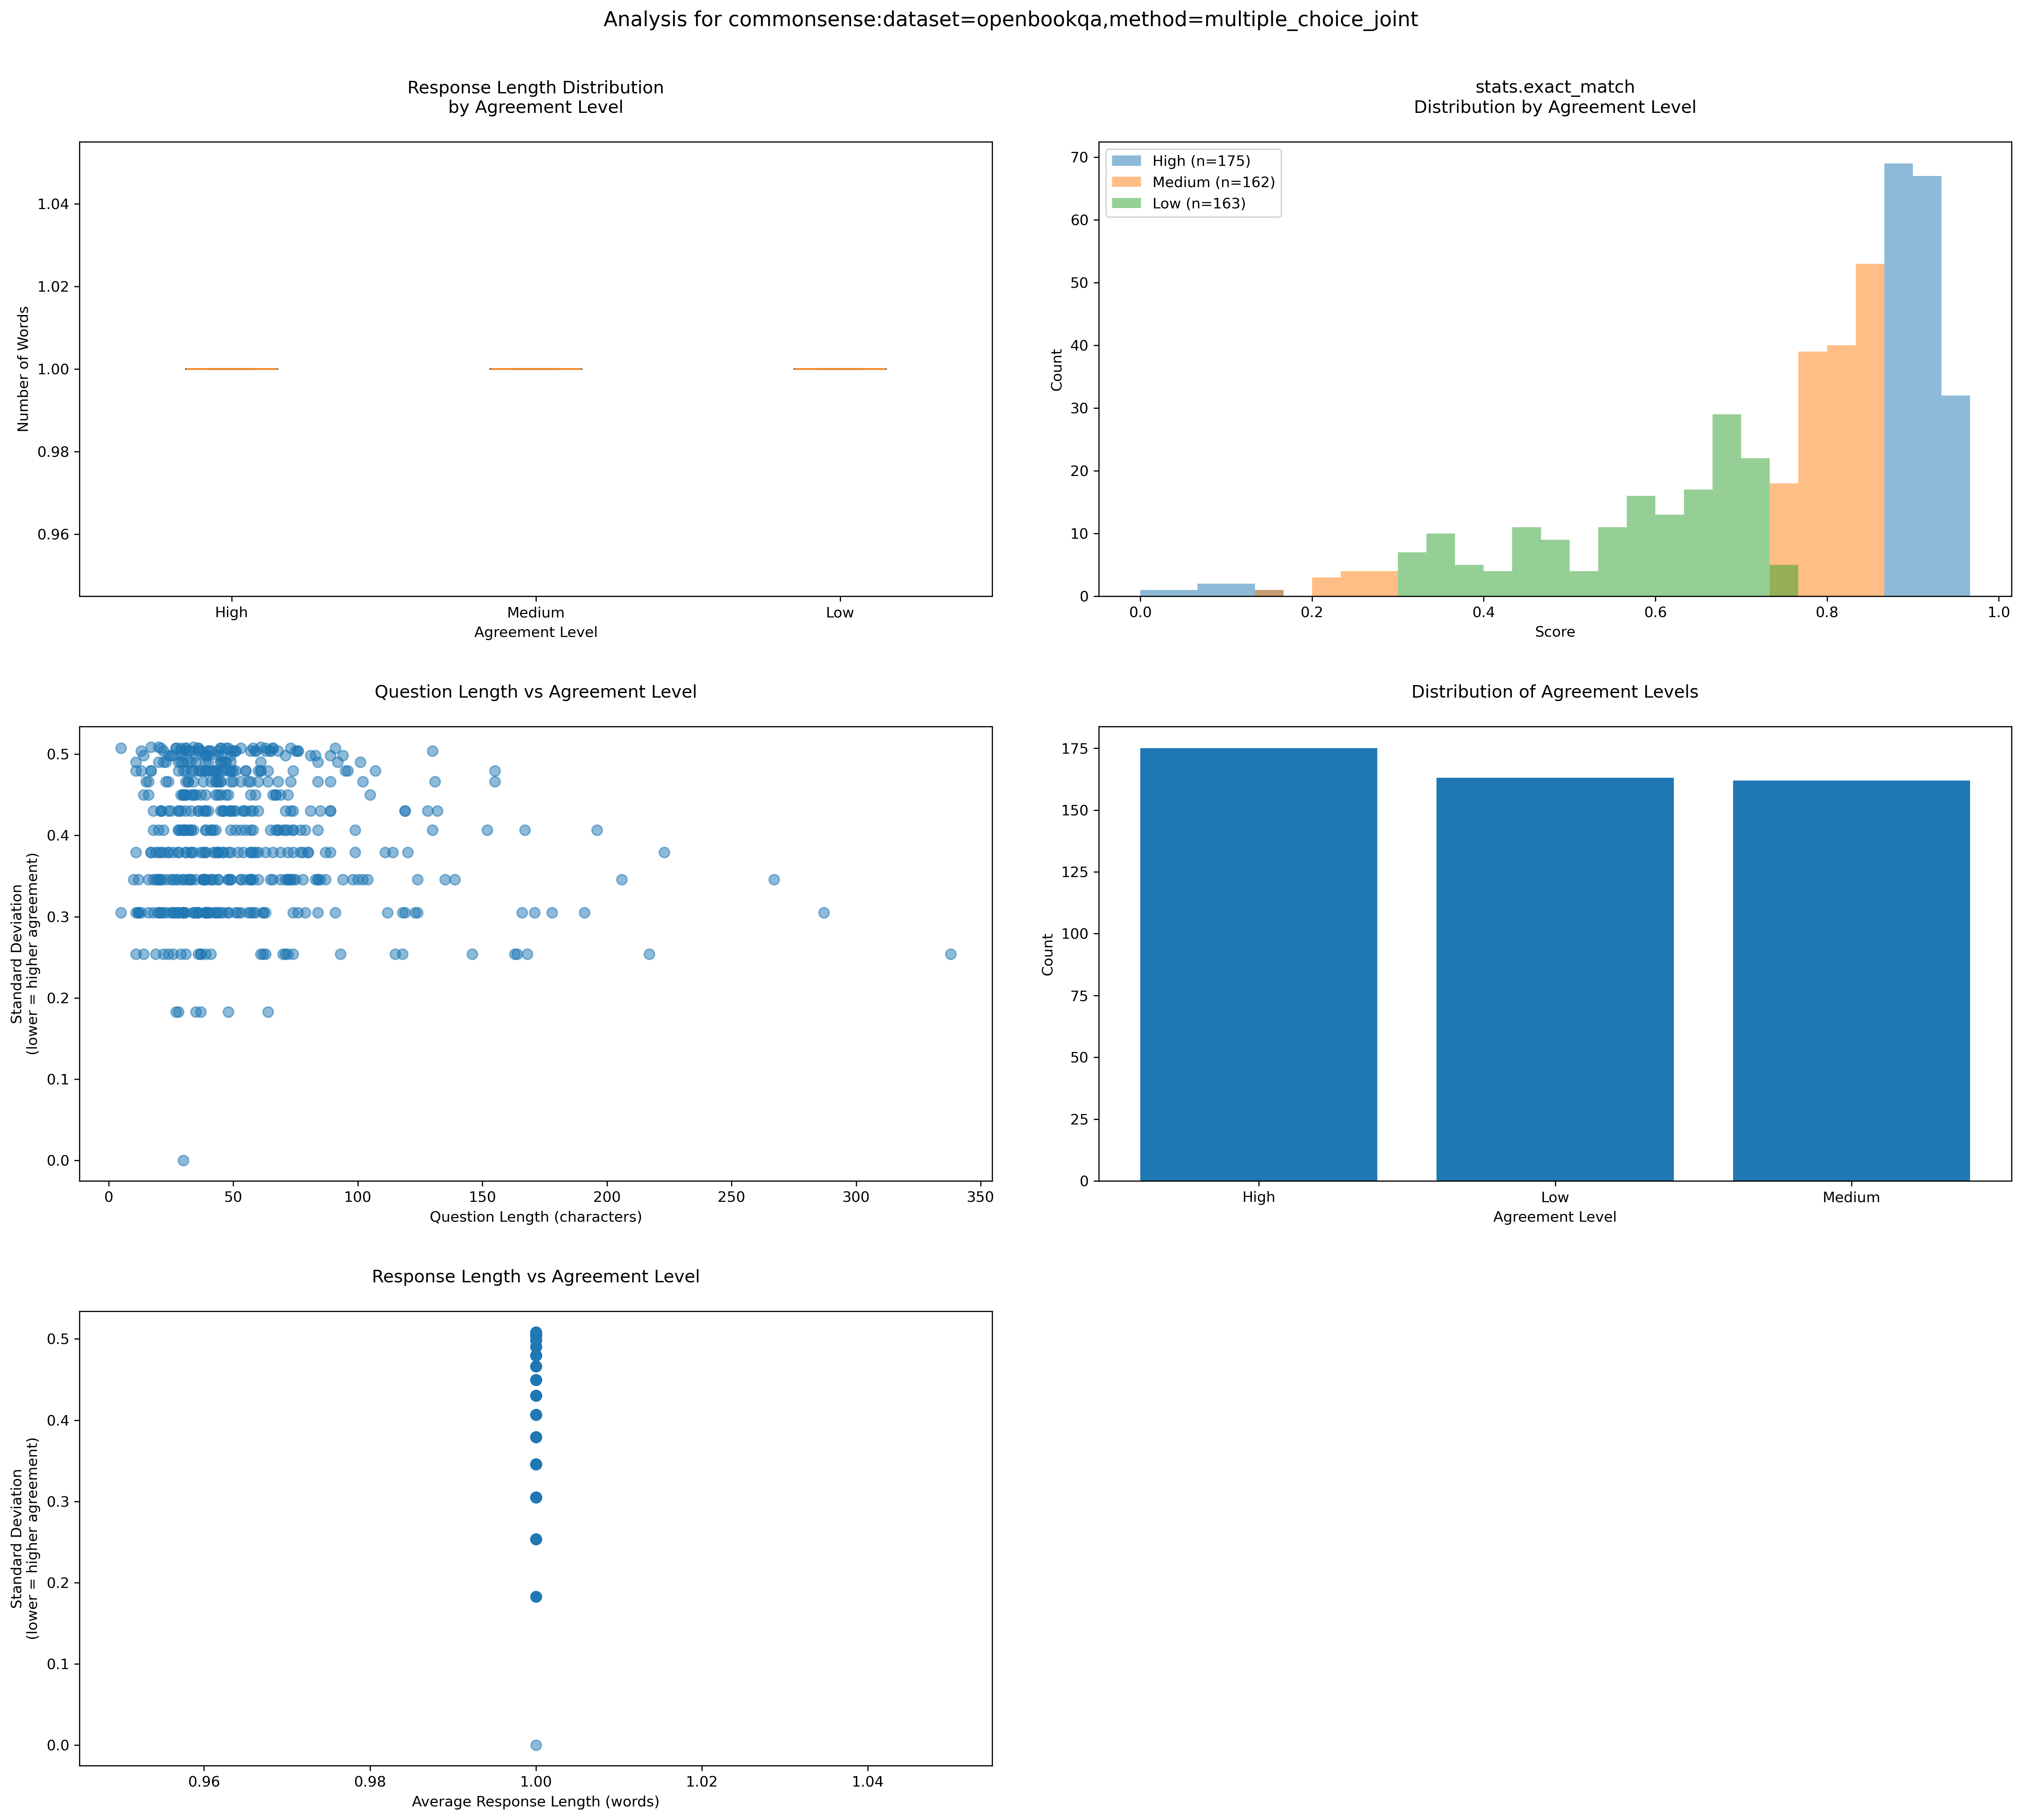 Analysis for commonsense:dataset=openbookqa,method=multiple_choice_joint
Response Length Distribution
by Agreement Level
Number of Words
1.04
1.02
1.00
0.98
0.96
High
Medium
Low
Agreement Level
stats.exact_match
Distribution by Agreement Level
High (n=175)
Medium (n=162)
Low (n=163)
Count
70
60
50
40
30
20
10
0
0.0
0.2
0.4
0.6
0.8
1.0
Score
Question Length vs Agreement Level
Standard Deviation
(lower = higher agreement)
0.5
0.4
0.3
0.2
0.1
0.0
0
50
100
150
200
250
300
350
Question Length (characters)
Distribution of Agreement Levels
Count
175
150
125
100
75
50
25
0
High
Low
Medium
Agreement Level
Response Length vs Agreement Level
Standard Deviation
(lower = higher agreement)
0.5
0.4
0.3
0.2
0.1
0.0
0.96
0.98
1.00
1.02
1.04
Average Response Length (words)